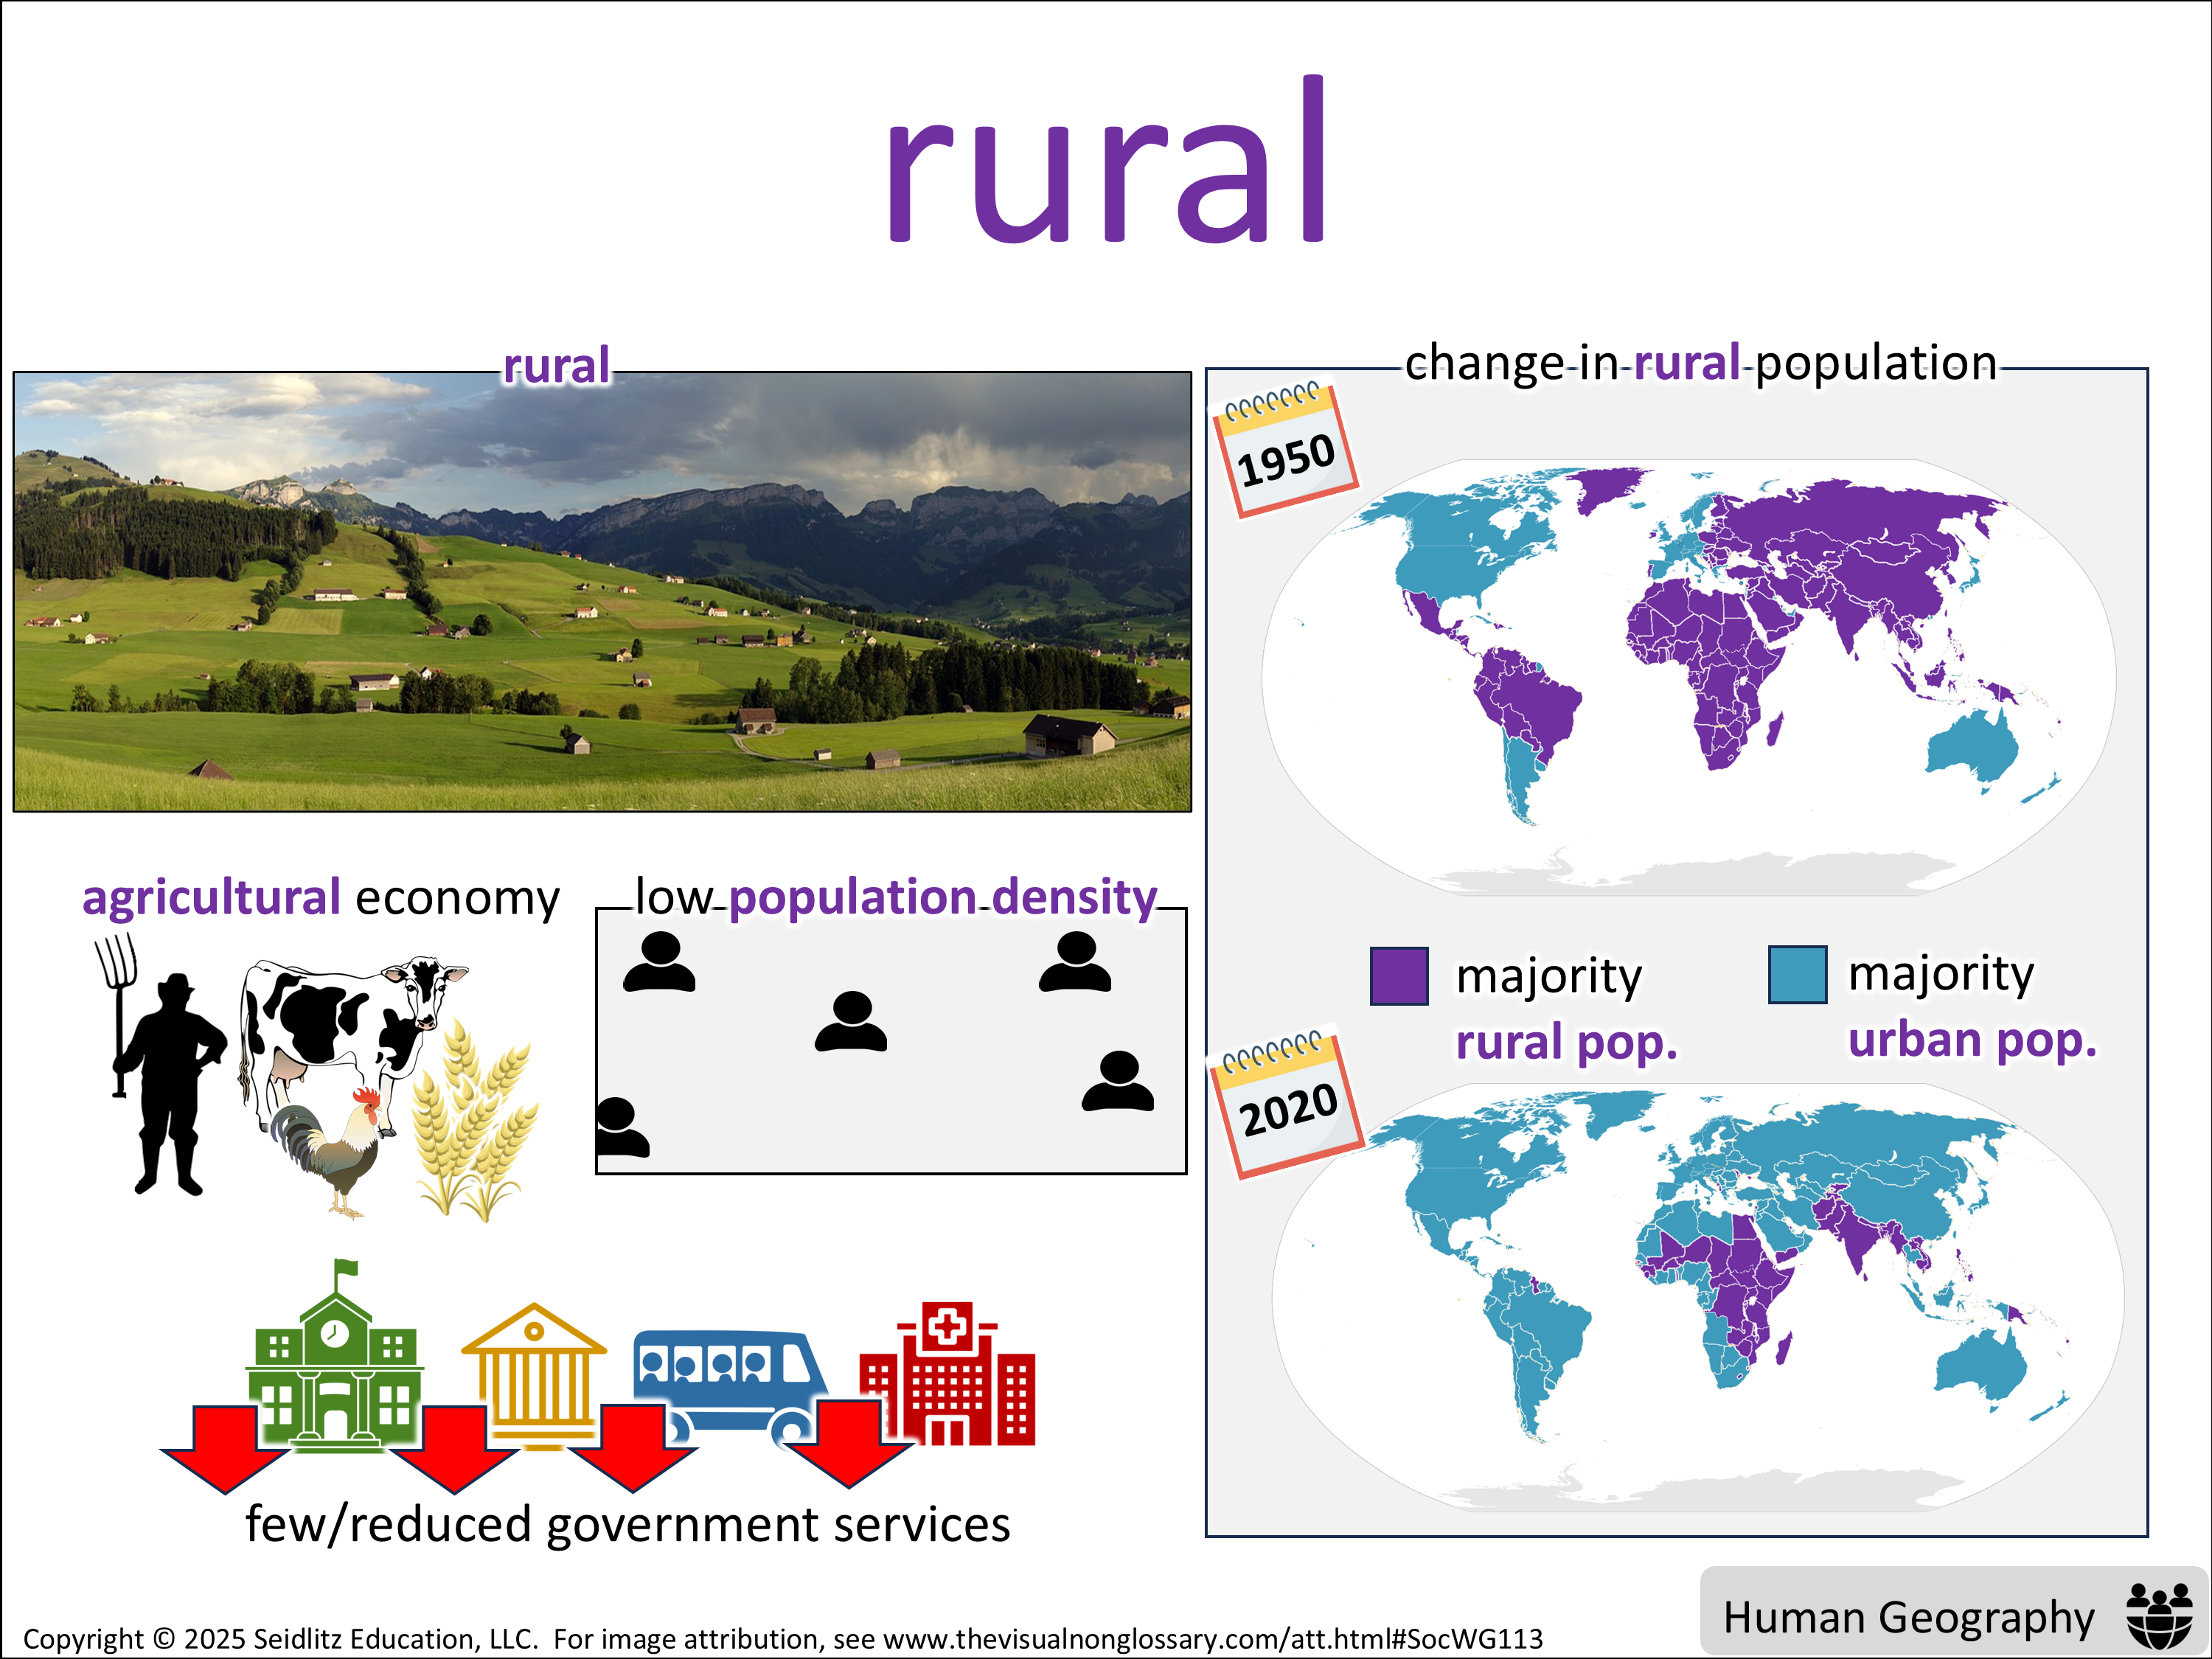 rural
rural
change in rural population
1950
agricultural economy
low population density
majority
rural pop.
majority
urban pop.
2020
few/reduced government services
Human Geography
Copyright © 2025 Seidlitz Education, LLC.  For image attribution, see www.thevisualnonglossary.com/att.html#SocWG113